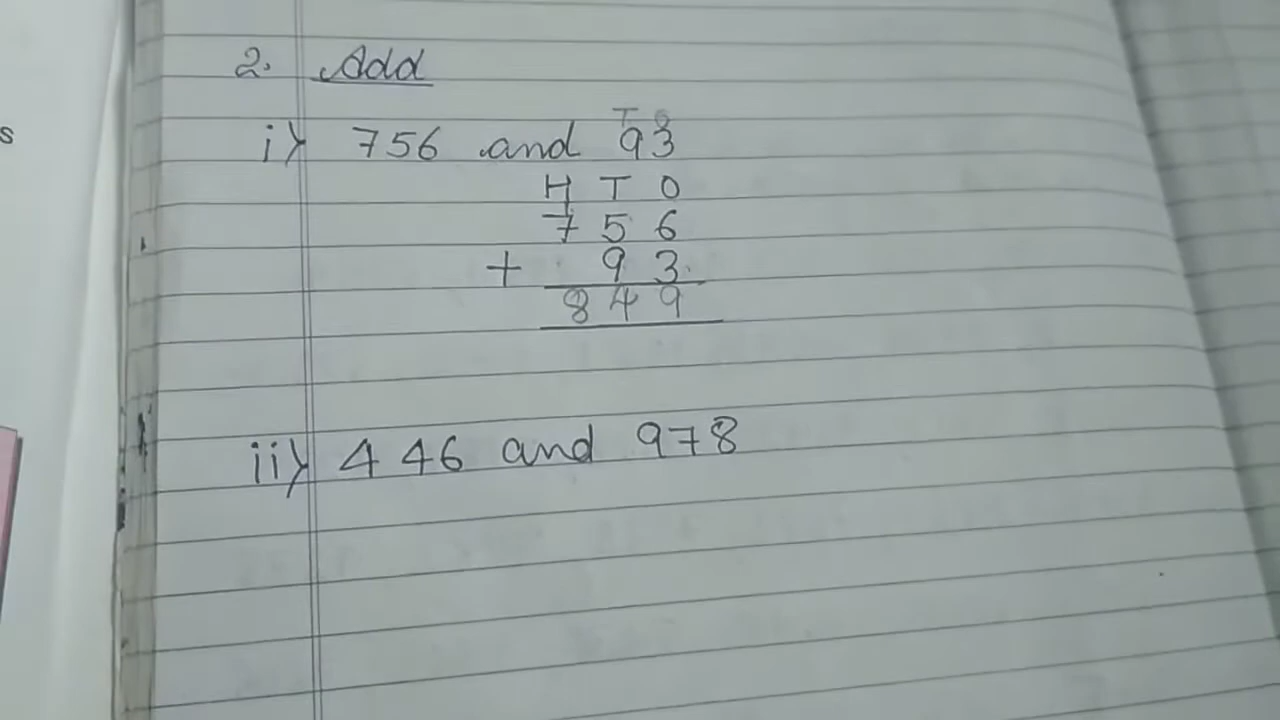 s
2. Add
T O
i) 756 and 93
H T O
7 5 6
+ 9 3
8 4 9
ii) 446 and 978